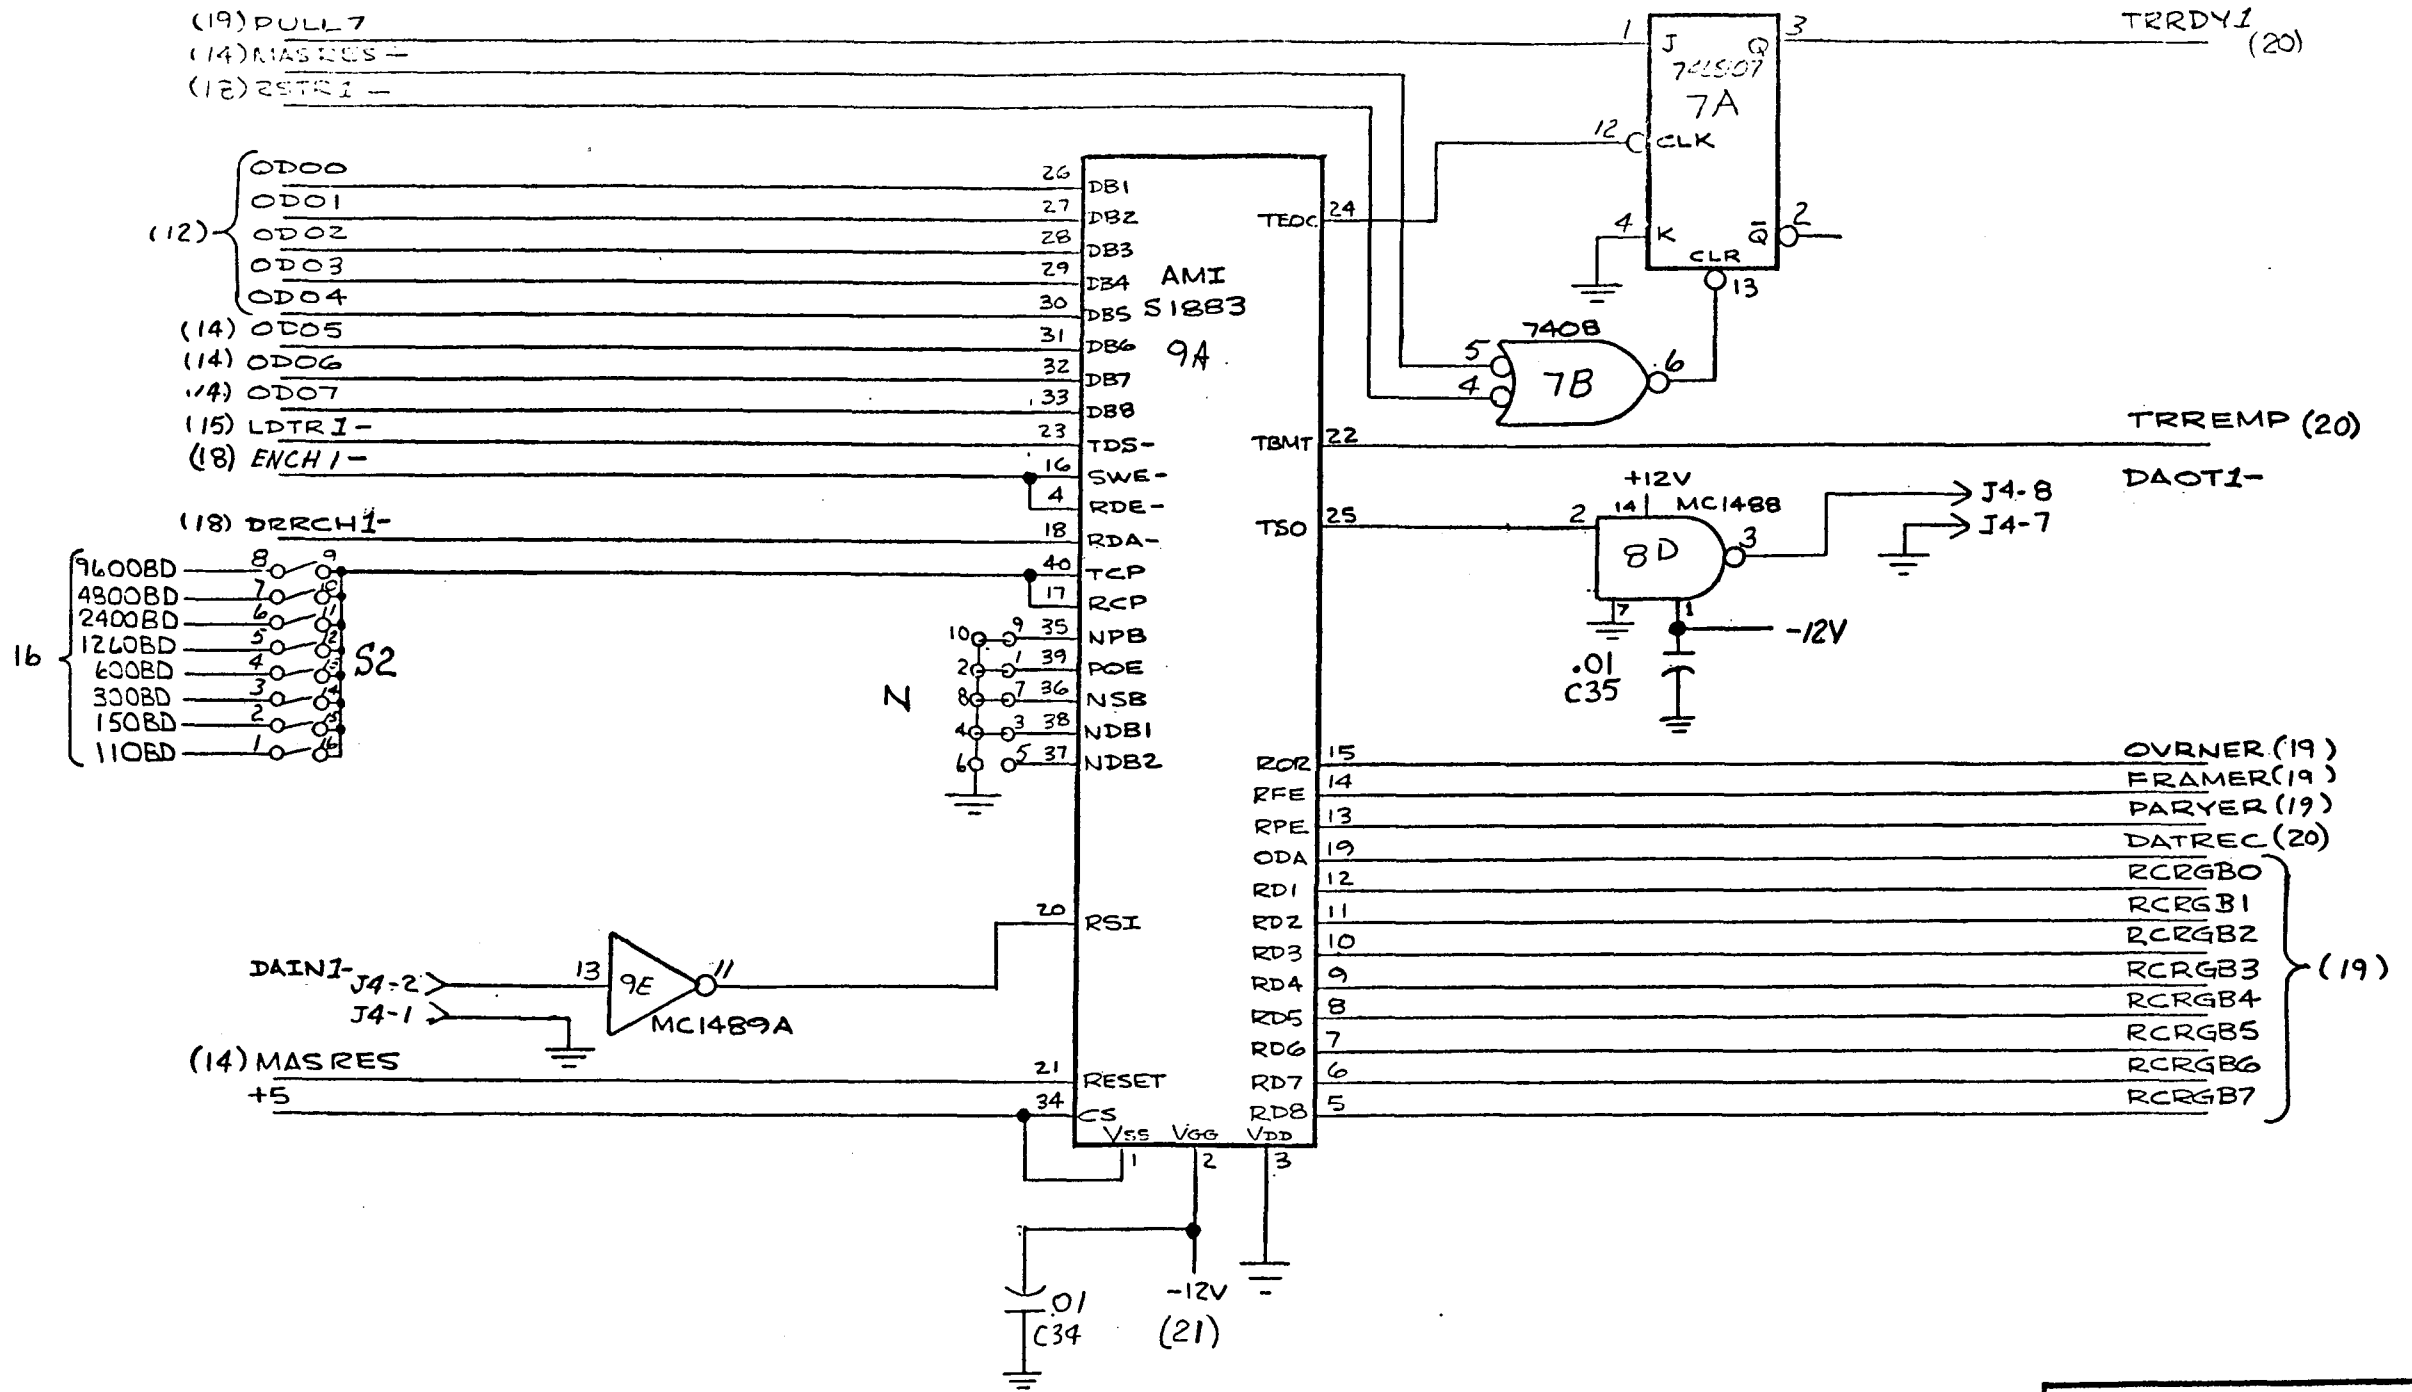 (19) PULL 7
(14) MASRES-
RSTR1-
1 J Q 3
TRRDY1
(20)
7A
12 CLK
4 K Q̄ 2
CLR
13
(12)
OD00 26 DB1
OD01 27 DB2
OD02 28 DB3
OD03 29 DB4
OD04 30 DB5
(14) OD05 31 DB6
(14) OD06 32 DB7
OD07 33 DB8
(15) LDTR1- 23 TDS-
(18) ENCH1- 16 SWE-
4 RDE-
(18) DRRCH1- 18 RDA-
40 TCP
17 RCP
AMI
S1883
9A
TEOC 24
7408
5
4
7B
6
TBMT 22
TRREMP (20)
TSO 25
DAOT1-
+12V
14 MC1488
2 8D 3
J4-8
J4-7
7 1
-12V
.01
C35
16
9600BD 8 9
4800BD 7 10
2400BD 6 11
1260BD 5 12
600BD 4 13
300BD 3 14
150BD 2 15
110BD 1 16
S2
N
10 9 35 NPB
2 1 39 POE
8 7 36 NSB
4 3 38 NDB1
6 5 37 NDB2
ROR 15 OVRNER (19)
RFE 14 FRAMER (19)
RPE 13 PARYER (19)
ODA 19 DATREC (20)
RD1 12 RCRGB0
RD2 11 RCRGB1
RD3 10 RCRGB2
RD4 9 RCRGB3
RD5 8 RCRGB4
RD6 7 RCRGB5
RD7 6 RCRGB6
RD8 5 RCRGB7
(19)
20 RSI
DAIN1-
J4-2
J4-1
13 9E 11
MC1489A
(14) MASRES 21 RESET
+5 34 CS
VSS VGG VDD
1 2 3
-12V
(21)
.01
C34